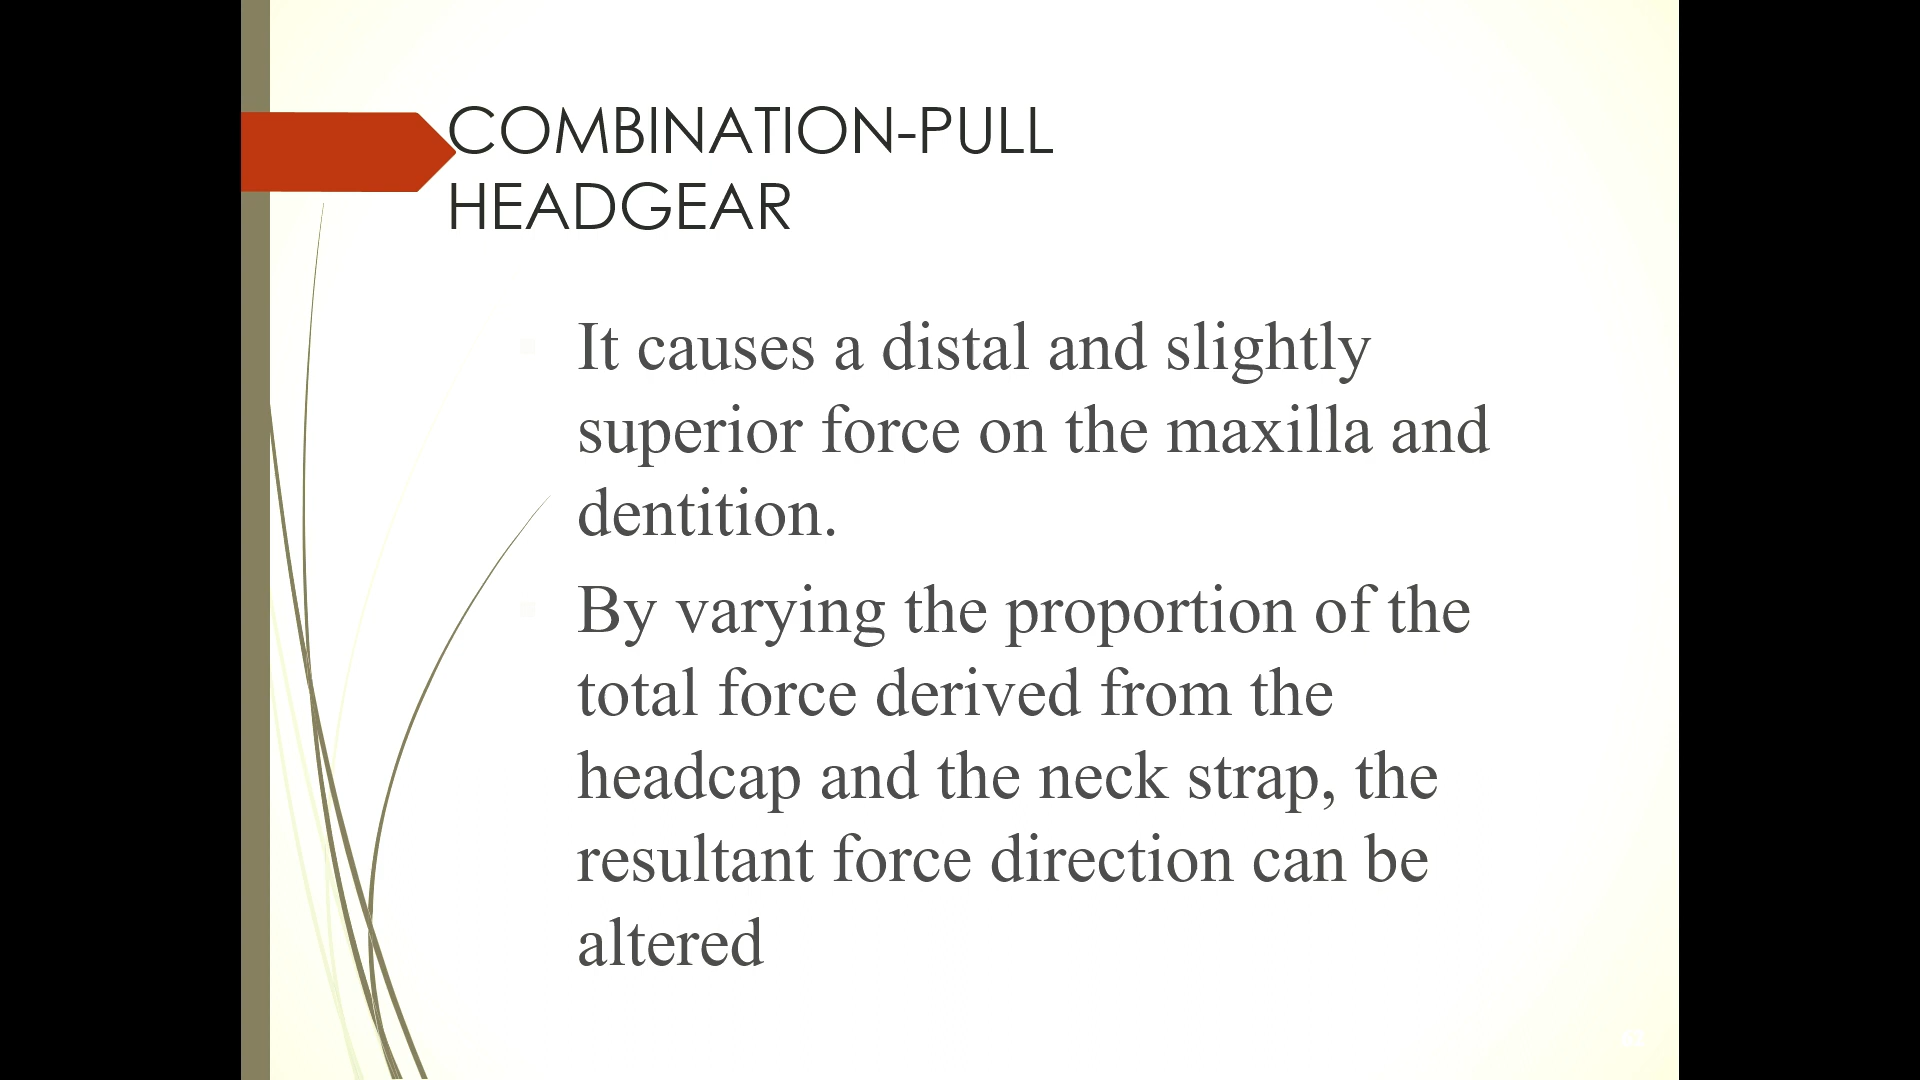 COMBINATION-PULL
HEADGEAR
It causes a distal and slightly
superior force on the maxilla and
dentition.
By varying the proportion of the
total force derived from the
headcap and the neck strap, the
resultant force direction can be
altered